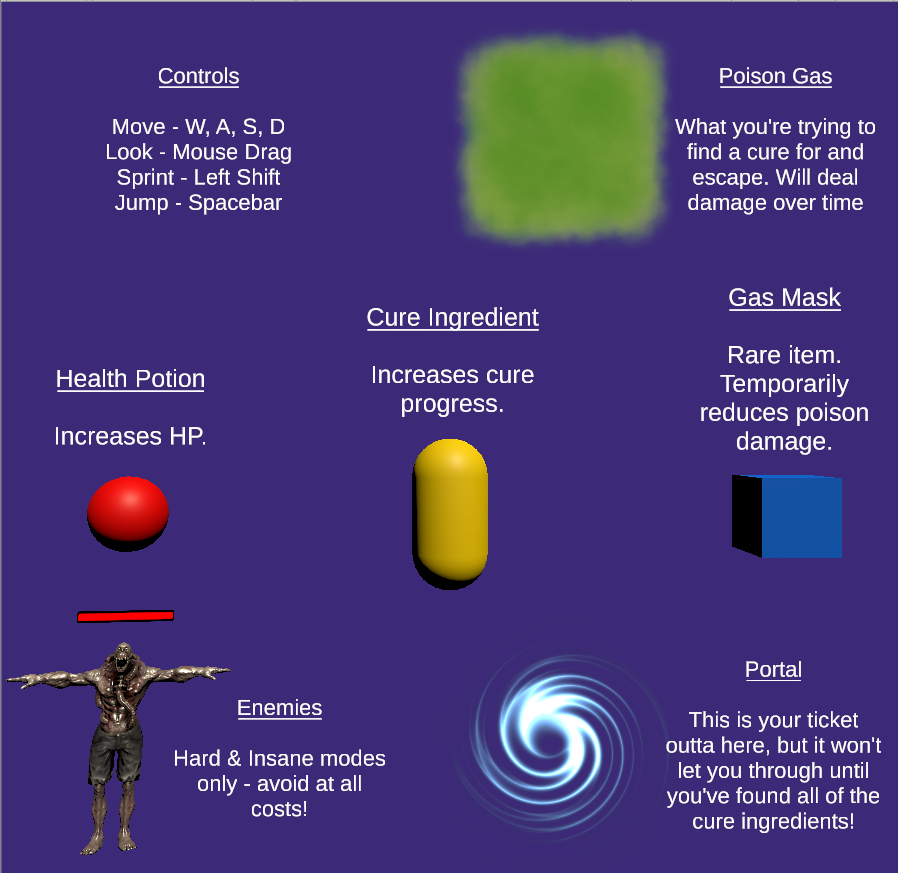 Controls
Move - W, A, S, D
Look - Mouse Drag
Sprint - Left Shift
Jump - Spacebar
Poison Gas
What you're trying to
find a cure for and
escape. Will deal
damage over time
Health Potion
Increases HP.
Cure Ingredient
Increases cure
progress.
Gas Mask
Rare item.
Temporarily
reduces poison
damage.
Enemies
Hard & Insane modes
only - avoid at all
costs!
Portal
This is your ticket
outta here, but it won't
let you through until
you've found all of the
cure ingredients!